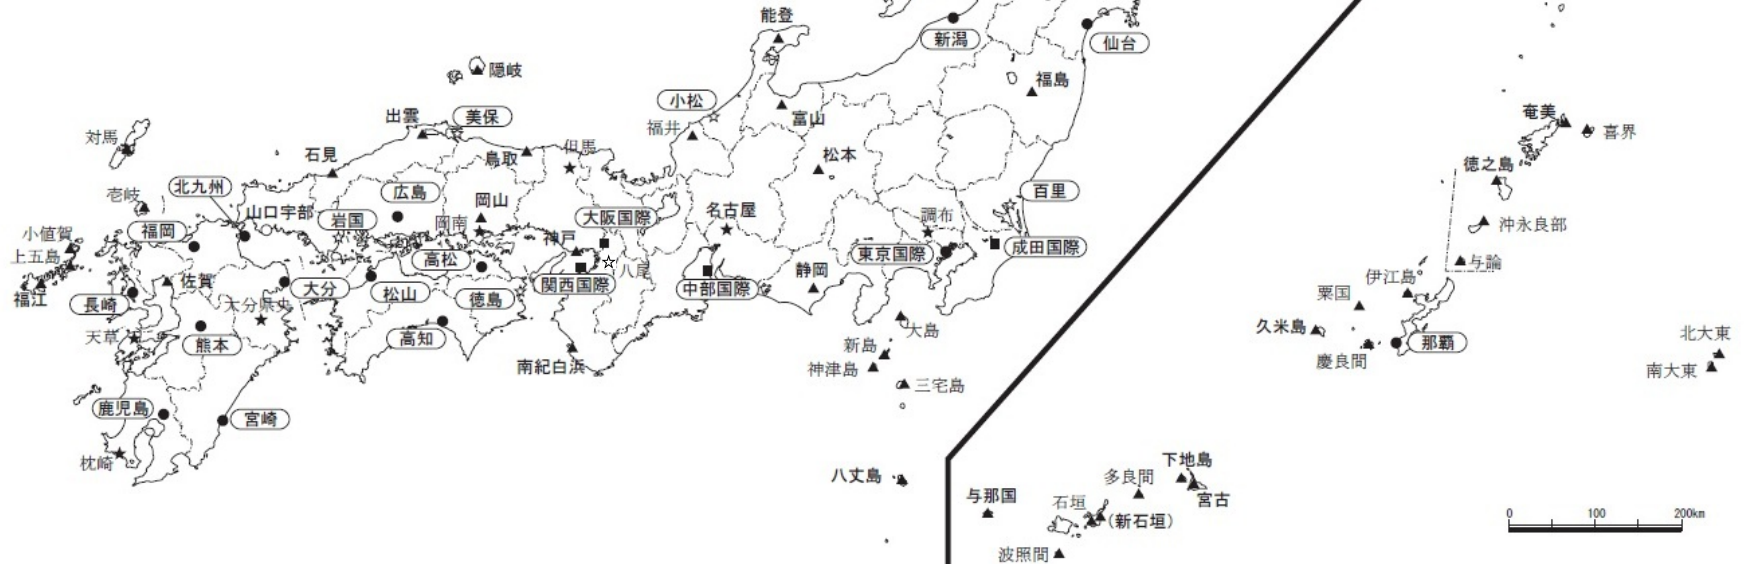 能登
新潟
仙台
隠岐
福島
小松
富山
福井
出雲
美保
対馬
鳥取
但馬
石見
松本
北九州
壱岐
広島
岡山
百里
山口宇部
岩国
岡南
大阪国際
名古屋
調布
福岡
小値賀
神戸
上五島
高松
八尾
東京国際
成田国際
静岡
佐賀
大分
松山
徳島
関西国際
中部国際
福江
長崎
大分県央
天草
熊本
高知
大島
新島
南紀白浜
神津島
三宅島
鹿児島
宮崎
枕崎
八丈島
奄美
喜界
徳之島
沖永良部
与論
伊江島
粟国
久米島
慶良間
那覇
北大東
南大東
下地島
多良間
宮古
与那国
石垣
(新石垣)
波照間
0 100 200km